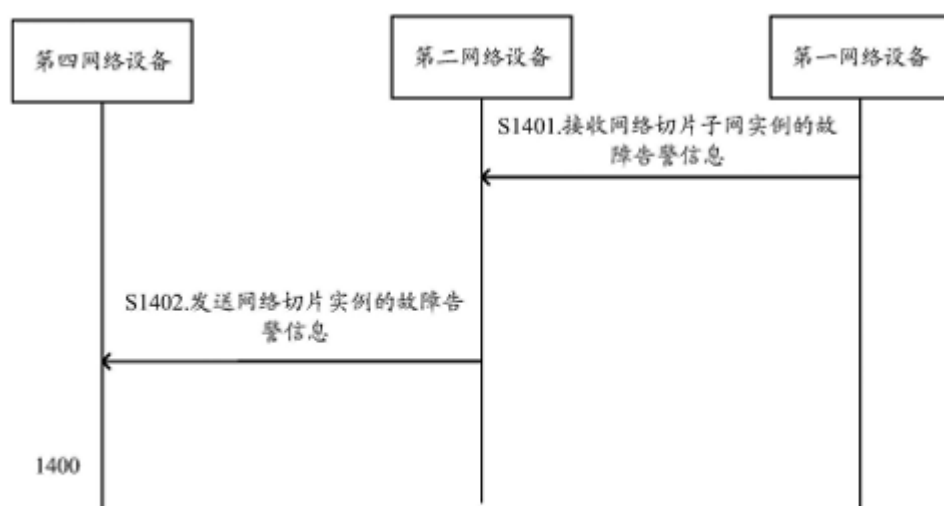 第四网络设备
第二网络设备
第一网络设备
S1401.接收网络切片子网实例的故
障告警信息
S1402.发送网络切片实例的故障告
警信息
1400